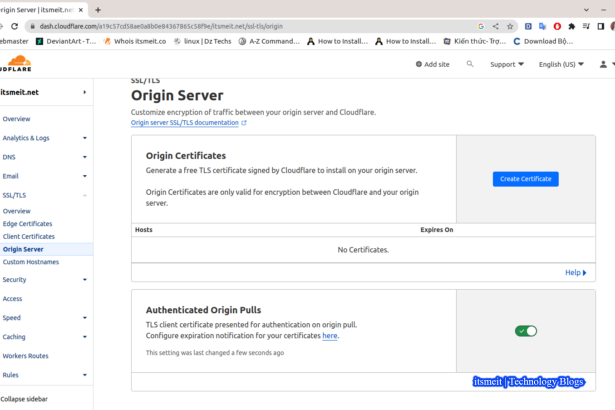 Origin Server | itsmeit.net
dash.cloudflare.com/a19c57cd58ae0a8b0e84367865c58f9e/itsmeit.net/ssl-tls/origin
ebmaster
DeviantArt - T...
Whois itsmeit.co
linux | Dz Techs
A-Z Command...
How to Install...
How to Install...
Kiến thức- Trợ...
Download Bộ...
UDFLARE
Add site
Support
English (US)
itsmeit.net
Overview
Analytics & Logs
DNS
Email
SSL/TLS
Overview
Edge Certificates
Client Certificates
Origin Server
Custom Hostnames
Security
Access
Speed
Caching
Workers Routes
Rules
Collapse sidebar
SSL/TLS
Origin Server
Customize encryption of traffic between your origin server and Cloudflare.
Origin server SSL/TLS documentation
Origin Certificates
Generate a free TLS certificate signed by Cloudflare to install on your origin server.
Origin Certificates are only valid for encryption between Cloudflare and your origin
server.
Create Certificate
Hosts
Expires On
No Certificates.
Help
Authenticated Origin Pulls
TLS client certificate presented for authentication on origin pull.
Configure expiration notification for your certificates here.
This setting was last changed a few seconds ago
itsmeit | Technology Blogs